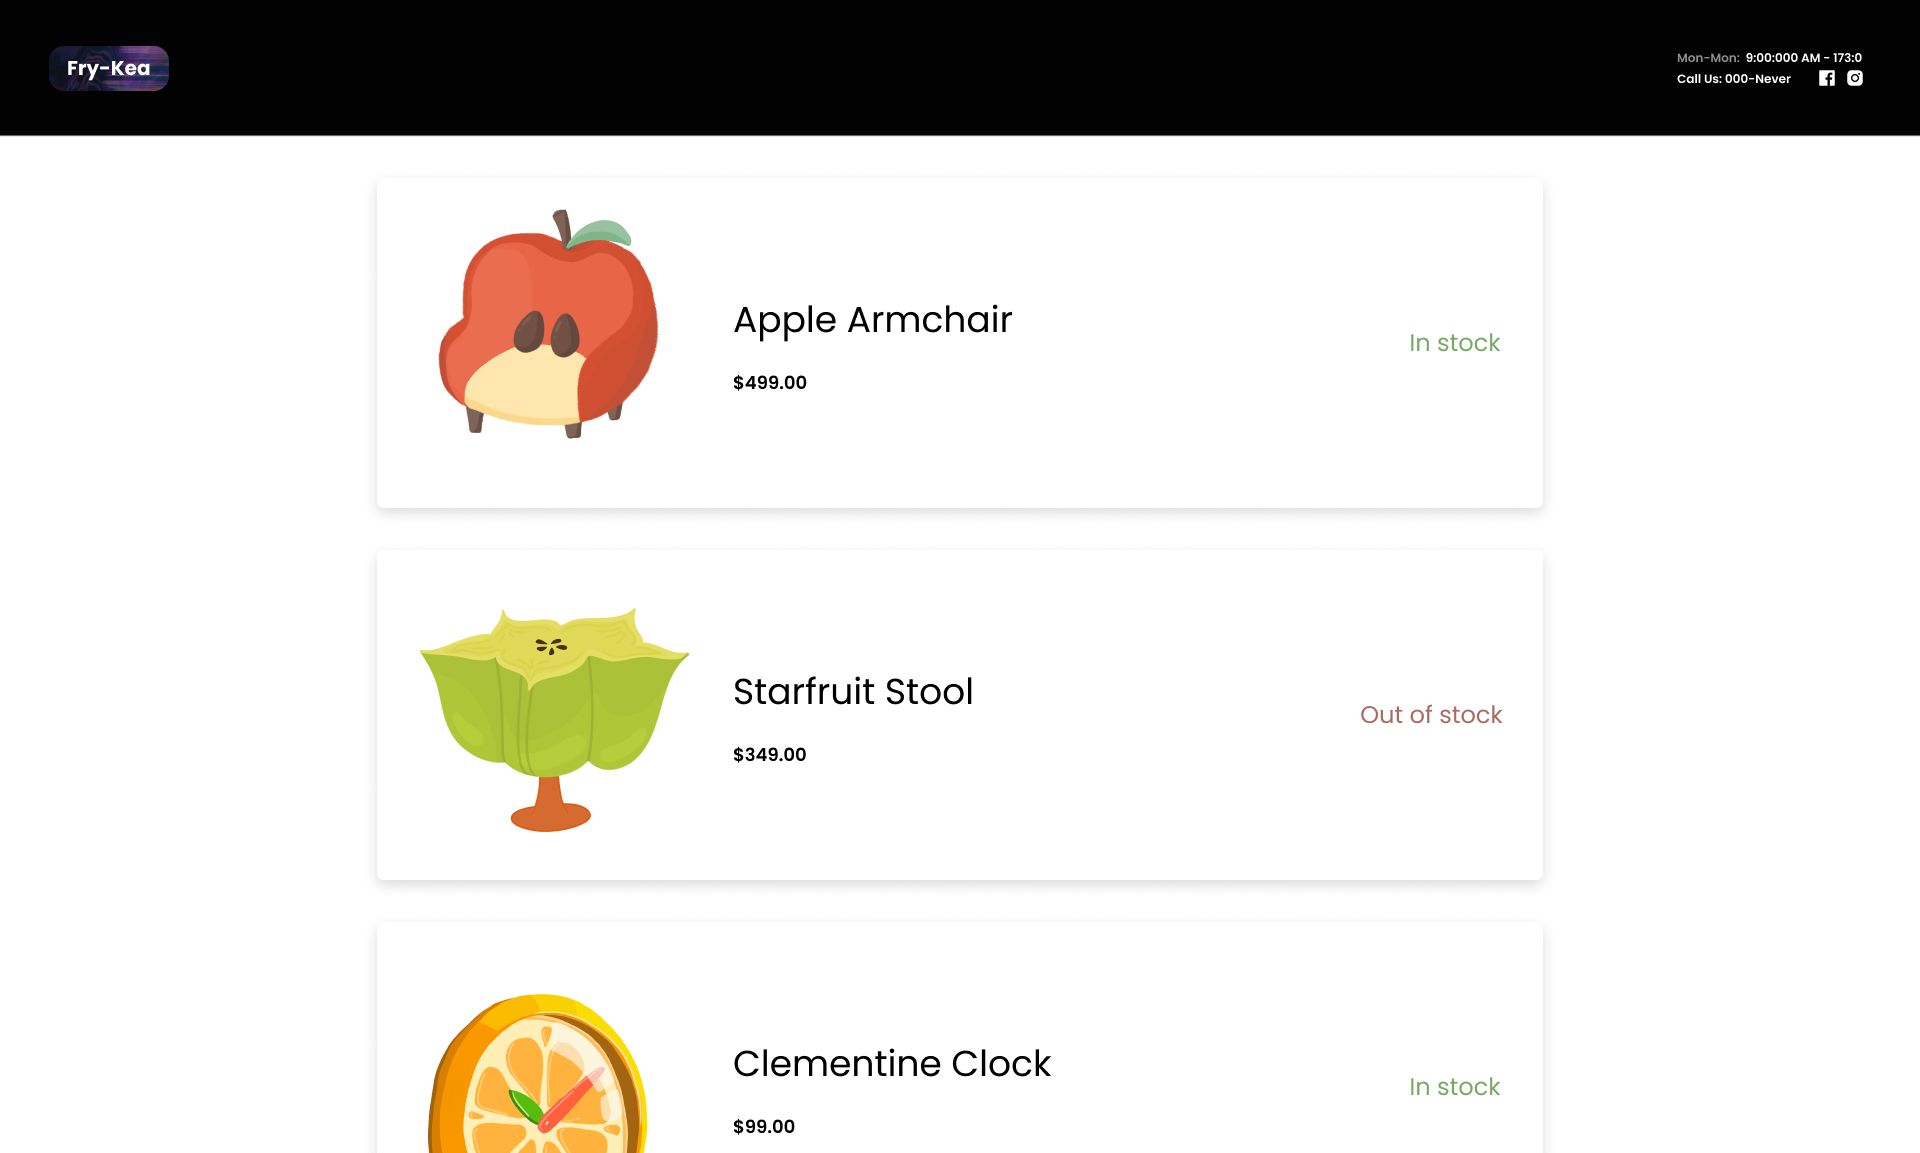 Fry-Kea
Mon-Mon: 9:00:000 AM - 173:0
Call Us: 000-Never
Apple Armchair
$499.00
In stock
Starfruit Stool
$349.00
Out of stock
Clementine Clock
$99.00
In stock